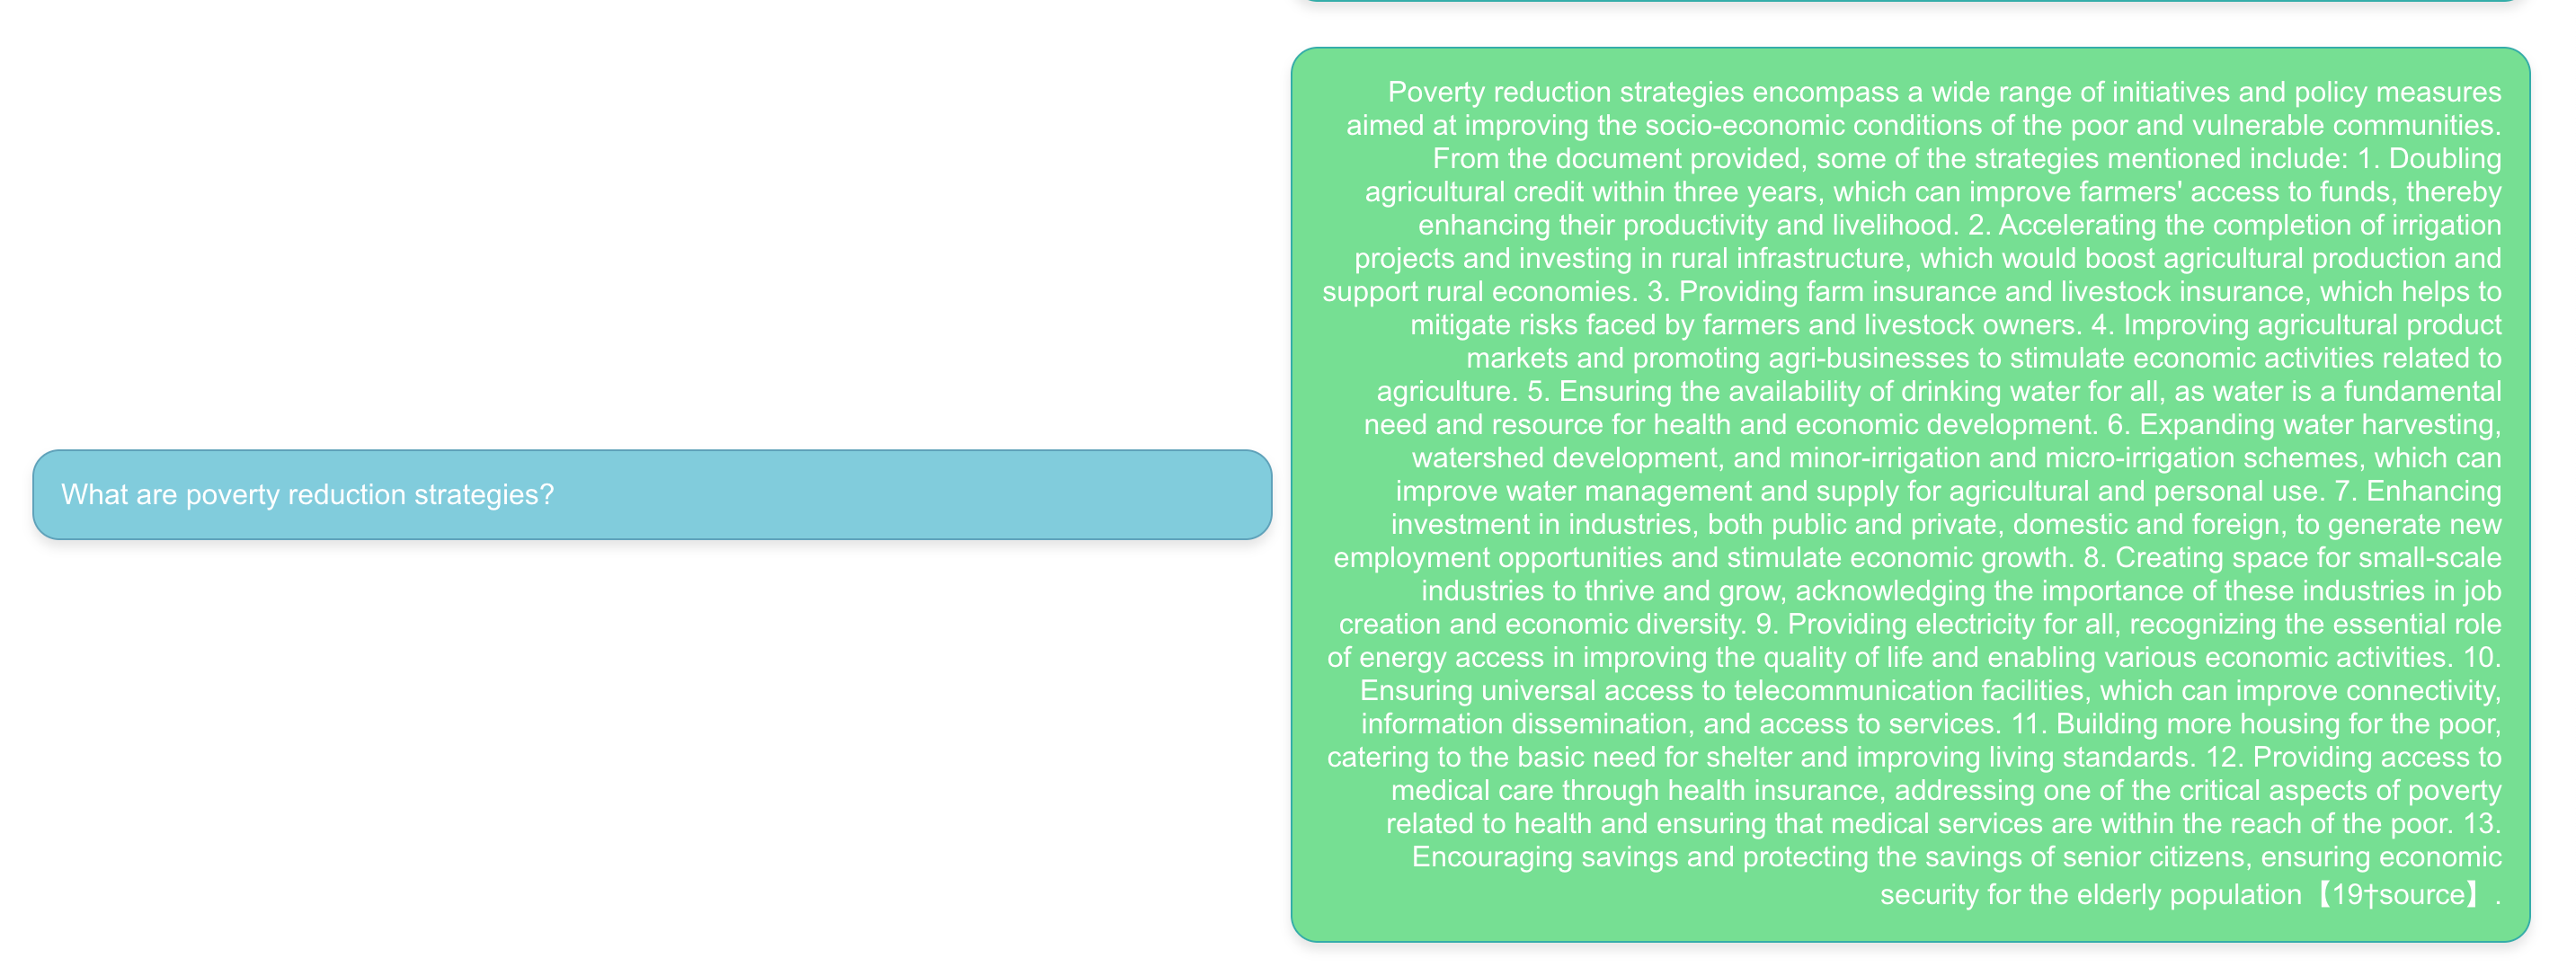 What are poverty reduction strategies?
Poverty reduction strategies encompass a wide range of initiatives and policy measures
aimed at improving the socio-economic conditions of the poor and vulnerable communities.
From the document provided, some of the strategies mentioned include: 1. Doubling
agricultural credit within three years, which can improve farmers' access to funds, thereby
enhancing their productivity and livelihood. 2. Accelerating the completion of irrigation
projects and investing in rural infrastructure, which would boost agricultural production and
support rural economies. 3. Providing farm insurance and livestock insurance, which helps to
mitigate risks faced by farmers and livestock owners. 4. Improving agricultural product
markets and promoting agri-businesses to stimulate economic activities related to
agriculture. 5. Ensuring the availability of drinking water for all, as water is a fundamental
need and resource for health and economic development. 6. Expanding water harvesting,
watershed development, and minor-irrigation and micro-irrigation schemes, which can
improve water management and supply for agricultural and personal use. 7. Enhancing
investment in industries, both public and private, domestic and foreign, to generate new
employment opportunities and stimulate economic growth. 8. Creating space for small-scale
industries to thrive and grow, acknowledging the importance of these industries in job
creation and economic diversity. 9. Providing electricity for all, recognizing the essential role
of energy access in improving the quality of life and enabling various economic activities. 10.
Ensuring universal access to telecommunication facilities, which can improve connectivity,
information dissemination, and access to services. 11. Building more housing for the poor,
catering to the basic need for shelter and improving living standards. 12. Providing access to
medical care through health insurance, addressing one of the critical aspects of poverty
related to health and ensuring that medical services are within the reach of the poor. 13.
Encouraging savings and protecting the savings of senior citizens, ensuring economic
security for the elderly population【19†source】.